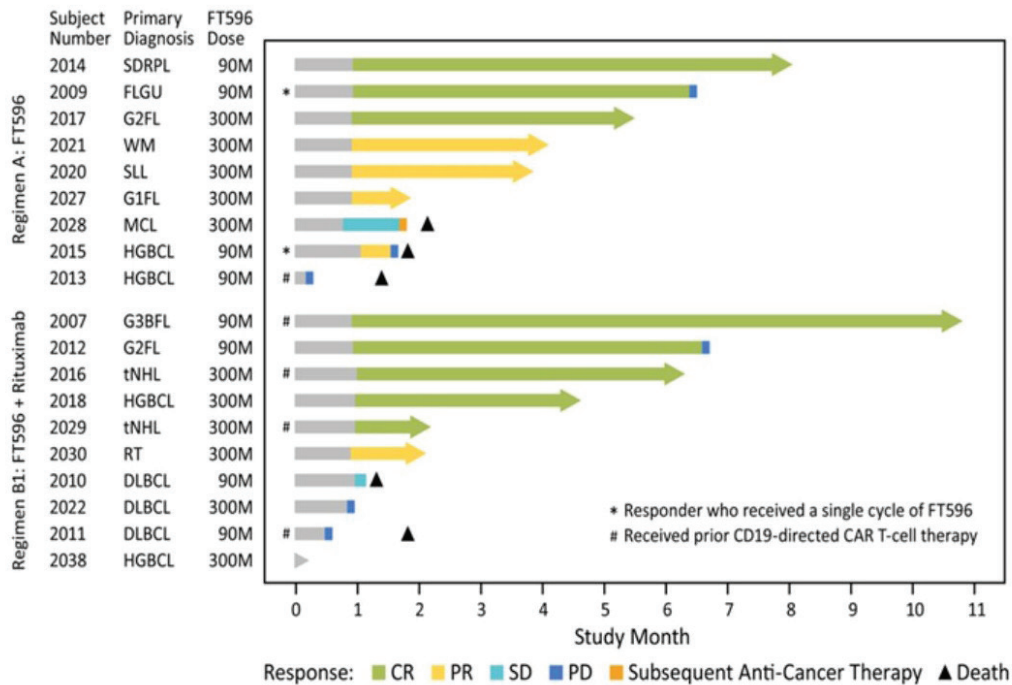 Subject Number Primary Diagnosis FT596 Dose
Regimen A: FT596
2014 SDRPL 90M
2009 FLGU 90M *
2017 G2FL 300M
2021 WM 300M
2020 SLL 300M
2027 G1FL 300M
2028 MCL 300M
2015 HGBCL 90M *
2013 HGBCL 90M #
Regimen B1: FT596 + Rituximab
2007 G3BFL 90M #
2012 G2FL 90M
2016 tNHL 300M #
2018 HGBCL 300M
2029 tNHL 300M #
2030 RT 300M
2010 DLBCL 90M
2022 DLBCL 300M
2011 DLBCL 90M #
2038 HGBCL 300M
* Responder who received a single cycle of FT596
# Received prior CD19-directed CAR T-cell therapy
0 1 2 3 4 5 6 7 8 9 10 11
Study Month
Response: CR PR SD PD Subsequent Anti-Cancer Therapy Death